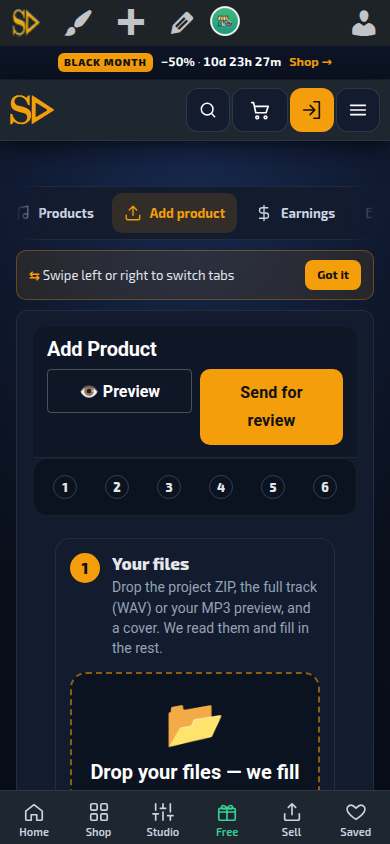 BLACK MONTH −50% · 10d 23h 27m Shop →
Products Add product Earnings
⇆ Swipe left or right to switch tabs Got it
Add Product
Preview
Send for
review
1 2 3 4 5 6
1 Your files
Drop the project ZIP, the full track
(WAV) or your MP3 preview, and
a cover. We read them and fill in
the rest.
Drop your files — we fill
Home Shop Studio Free Sell Saved